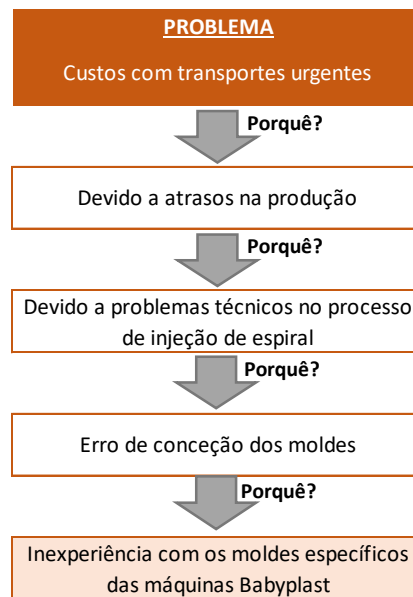 PROBLEMA
Custos com transportes urgentes
Porquê?
Devido a atrasos na produção
Porquê?
Devido a problemas técnicos no processo
de injeção de espiral
Porquê?
Erro de conceção dos moldes
Porquê?
Inexperiência com os moldes específicos
das máquinas Babyplast